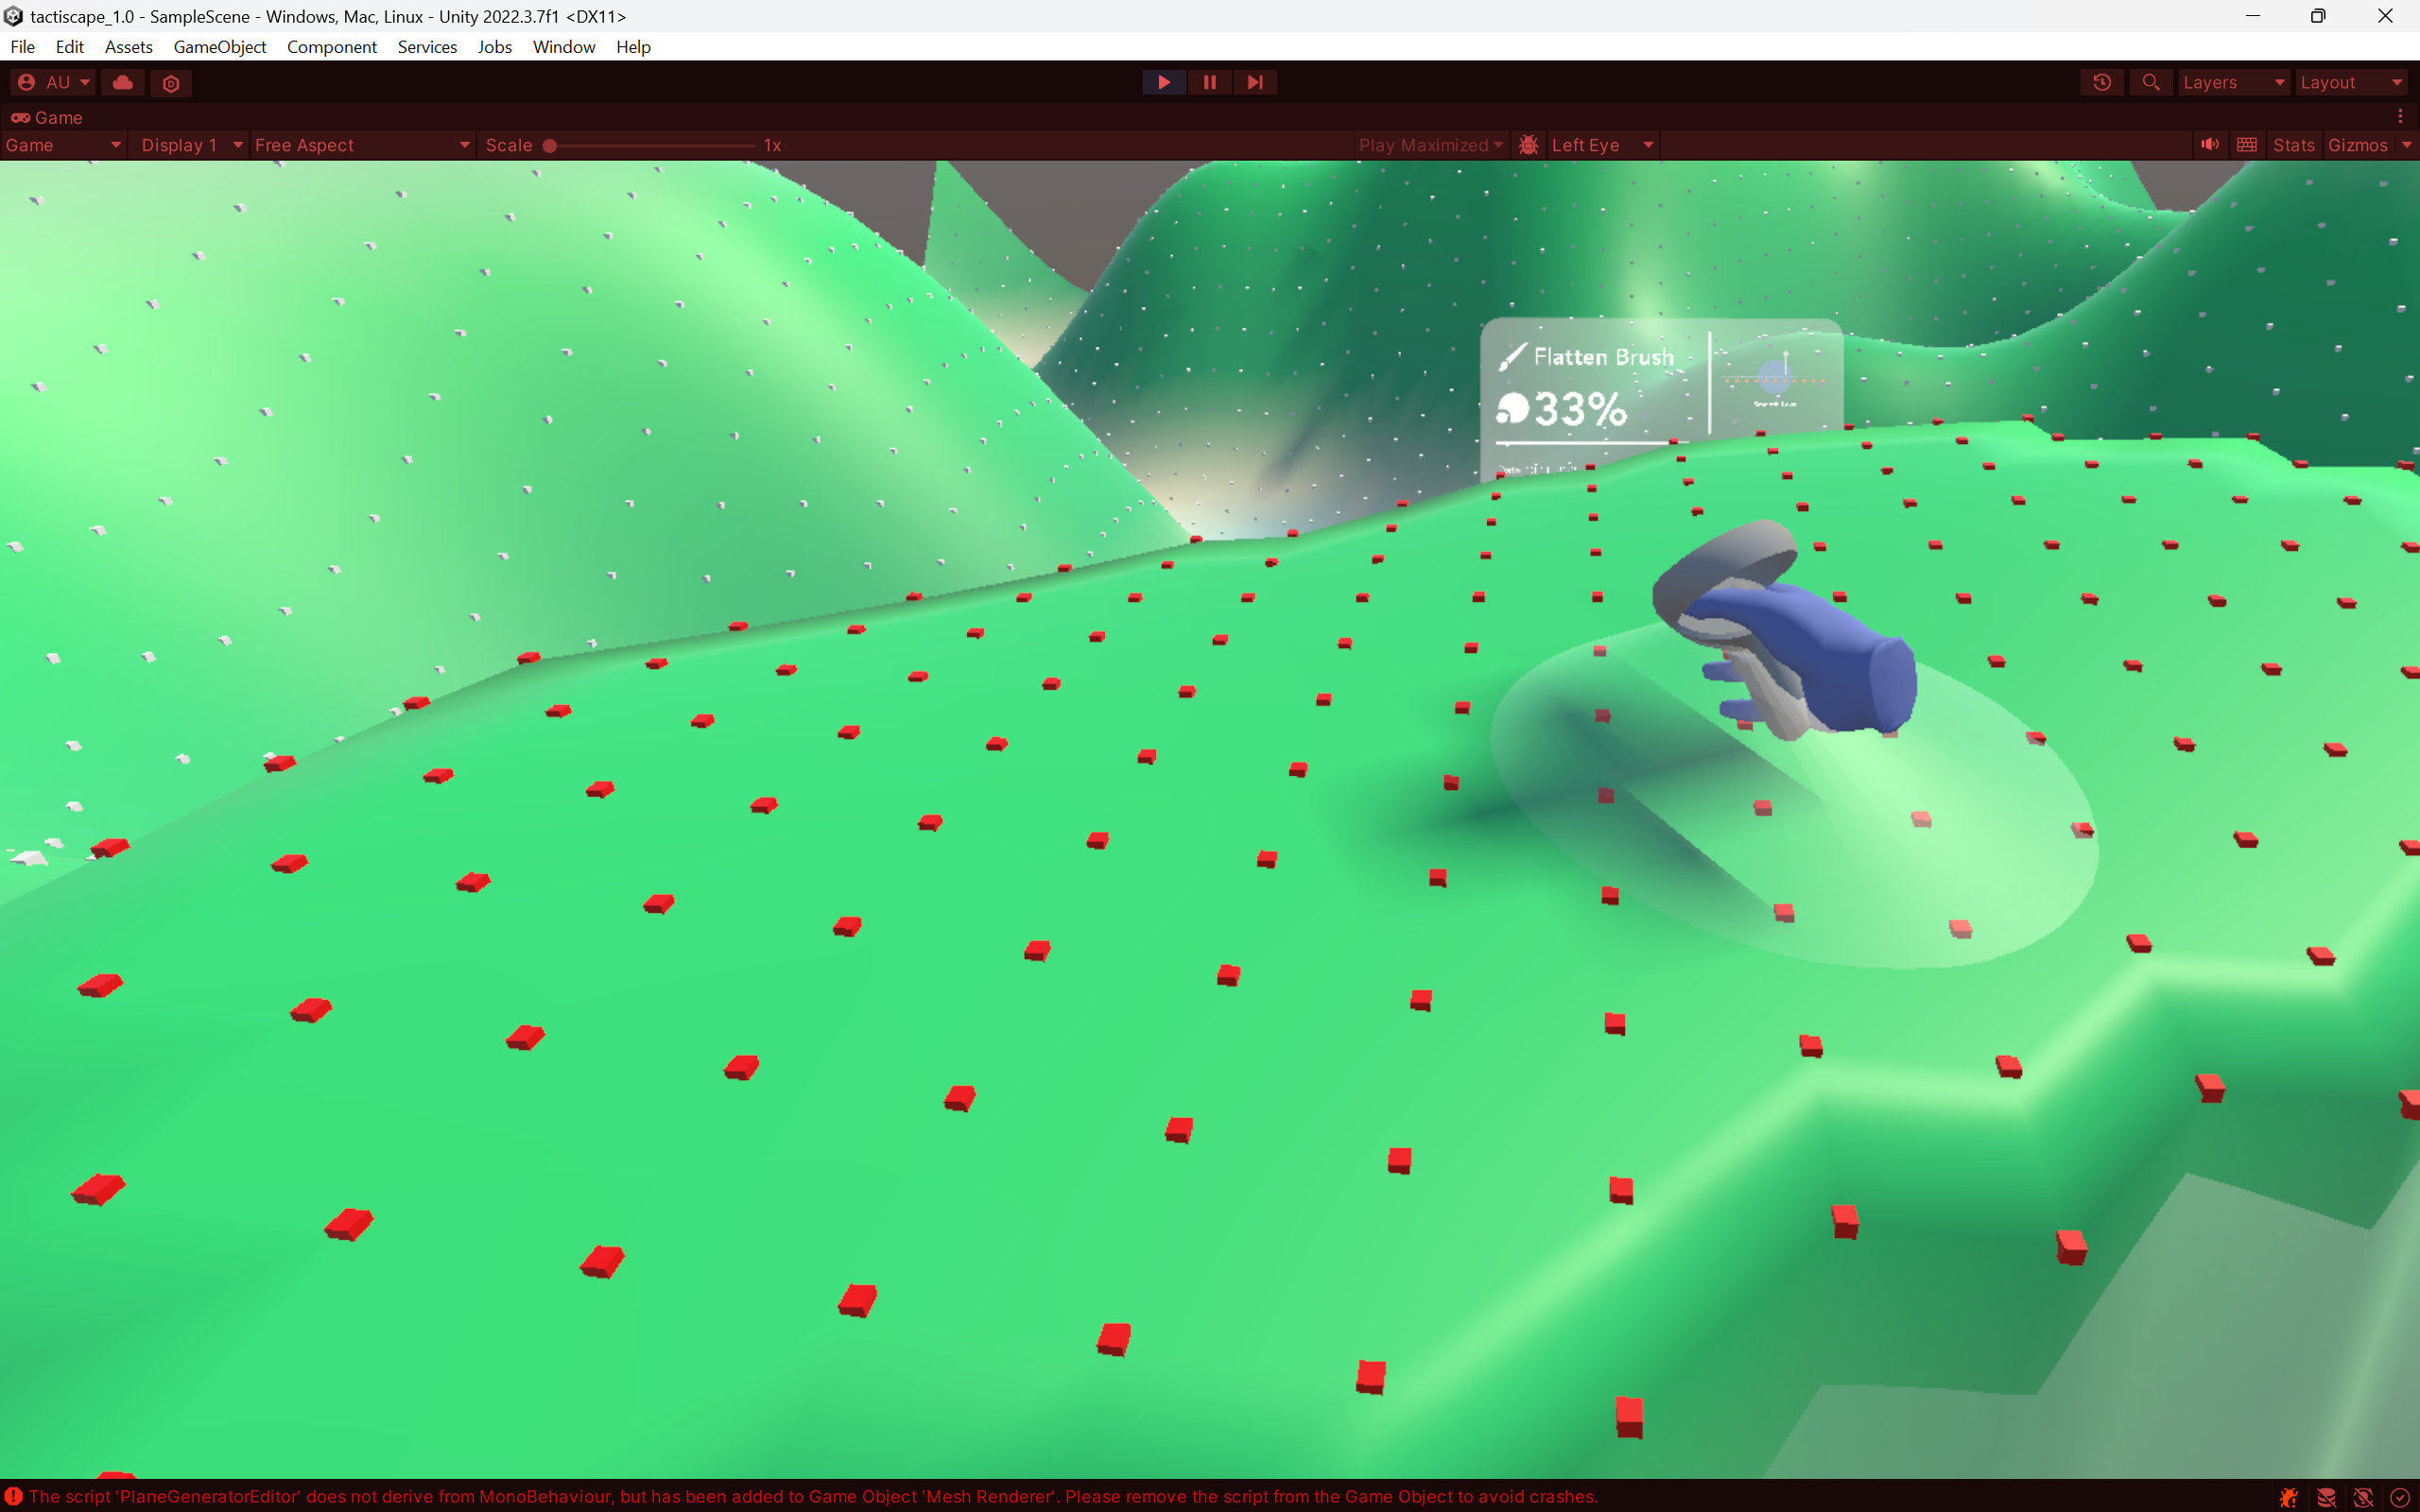 tactiscape_1.0 - SampleScene - Windows, Mac, Linux - Unity 2022.3.7f1 <DX11>
File Edit Assets GameObject Component Services Jobs Window Help
AU Layers Layout
Game
Game Display 1 Free Aspect Scale 1x Play Maximized Left Eye Stats Gizmos
Flatten Brush
33%
The script 'PlaneGeneratorEditor' does not derive from MonoBehaviour, but has been added to Game Object 'Mesh Renderer'. Please remove the script from the Game Object to avoid crashes.